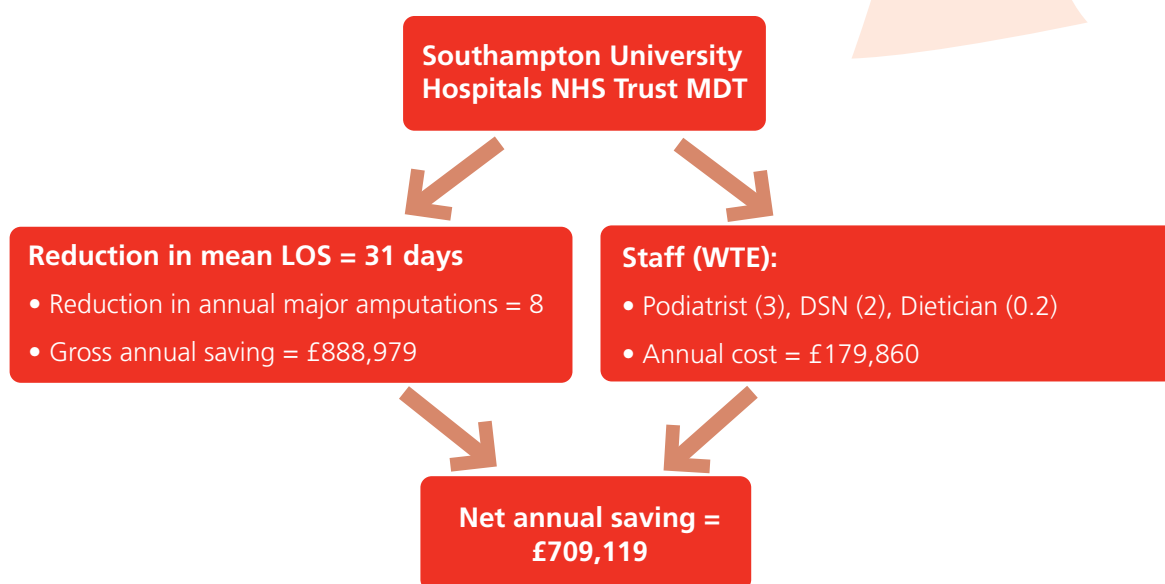 Southampton University
Hospitals NHS Trust MDT
Reduction in mean LOS = 31 days
• Reduction in annual major amputations = 8
• Gross annual saving = £888,979
Staff (WTE):
• Podiatrist (3), DSN (2), Dietician (0.2)
• Annual cost = £179,860
Net annual saving =
£709,119